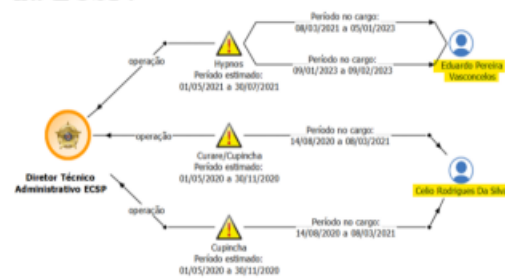 Período no cargo:
08/03/2021 a 05/01/2023
operação
Hypnos
Período estimado:
01/05/2021 a 30/07/2021
Período no cargo:
09/01/2023 a 09/02/2023
Eduardo Pereira
Vasconcelos
operação
Curare/Cupincha
Período estimado:
01/05/2020 a 30/11/2020
Período no cargo:
14/08/2020 a 08/03/2021
Diretor Técnico
Administrativo ECSP
Celio Rodrigues Da Silva
operação
Cupincha
Período estimado:
01/05/2020 a 30/11/2020
Período no cargo:
14/08/2020 a 08/03/2021